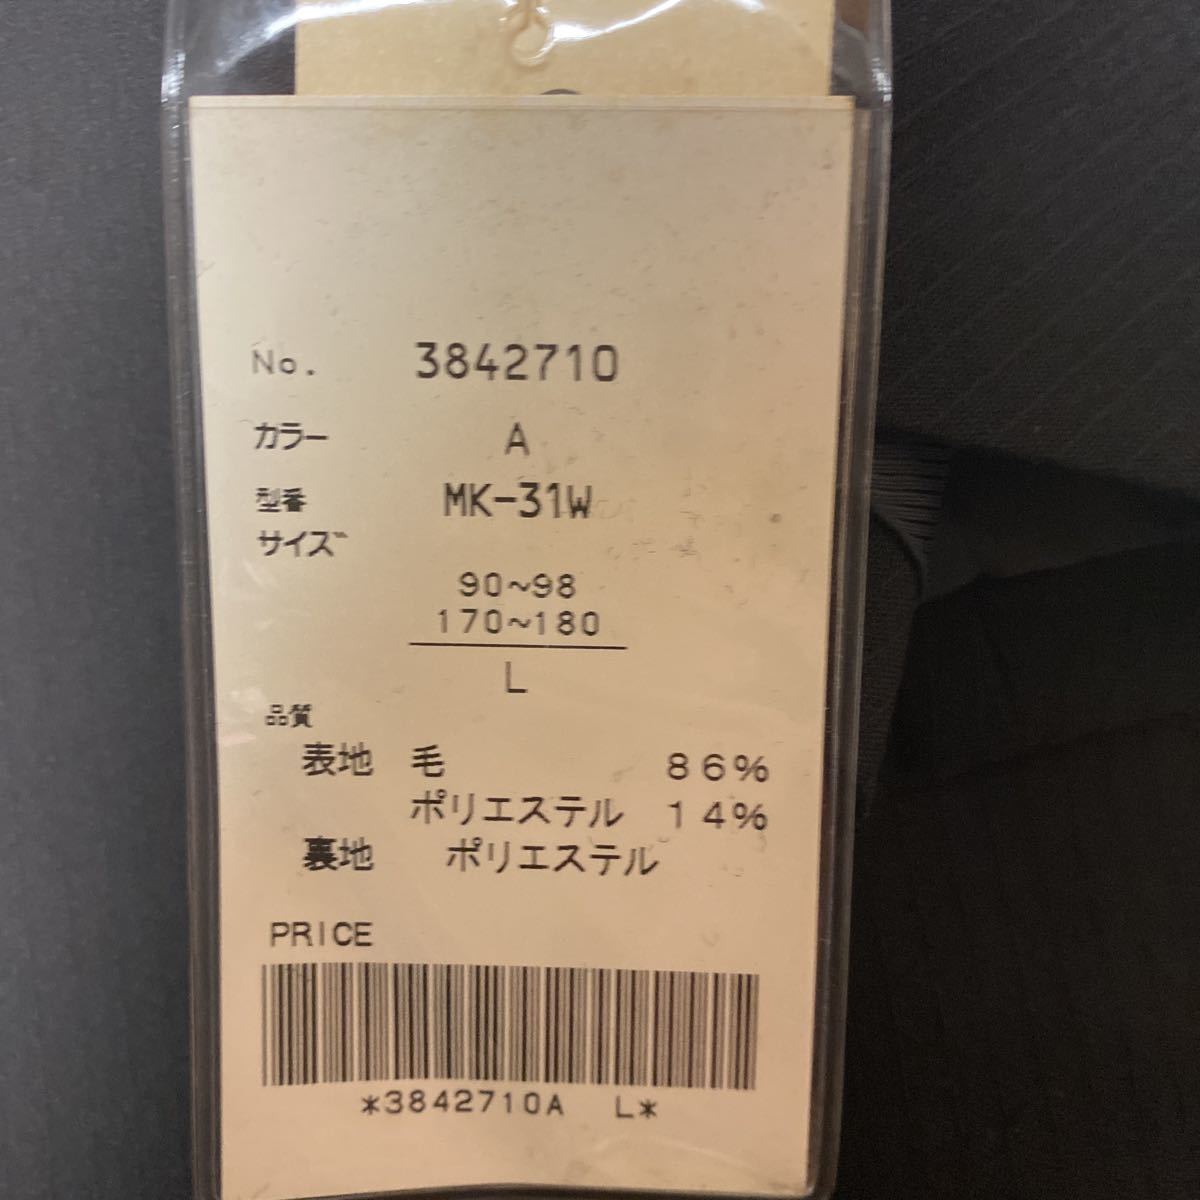 No. 3842710
カラー A
型番 MK-31W
サイズ
90~98
170~180
L
品質
表地 毛 86%
ポリエステル 14%
裏地 ポリエステル
PRICE
*3842710A L*